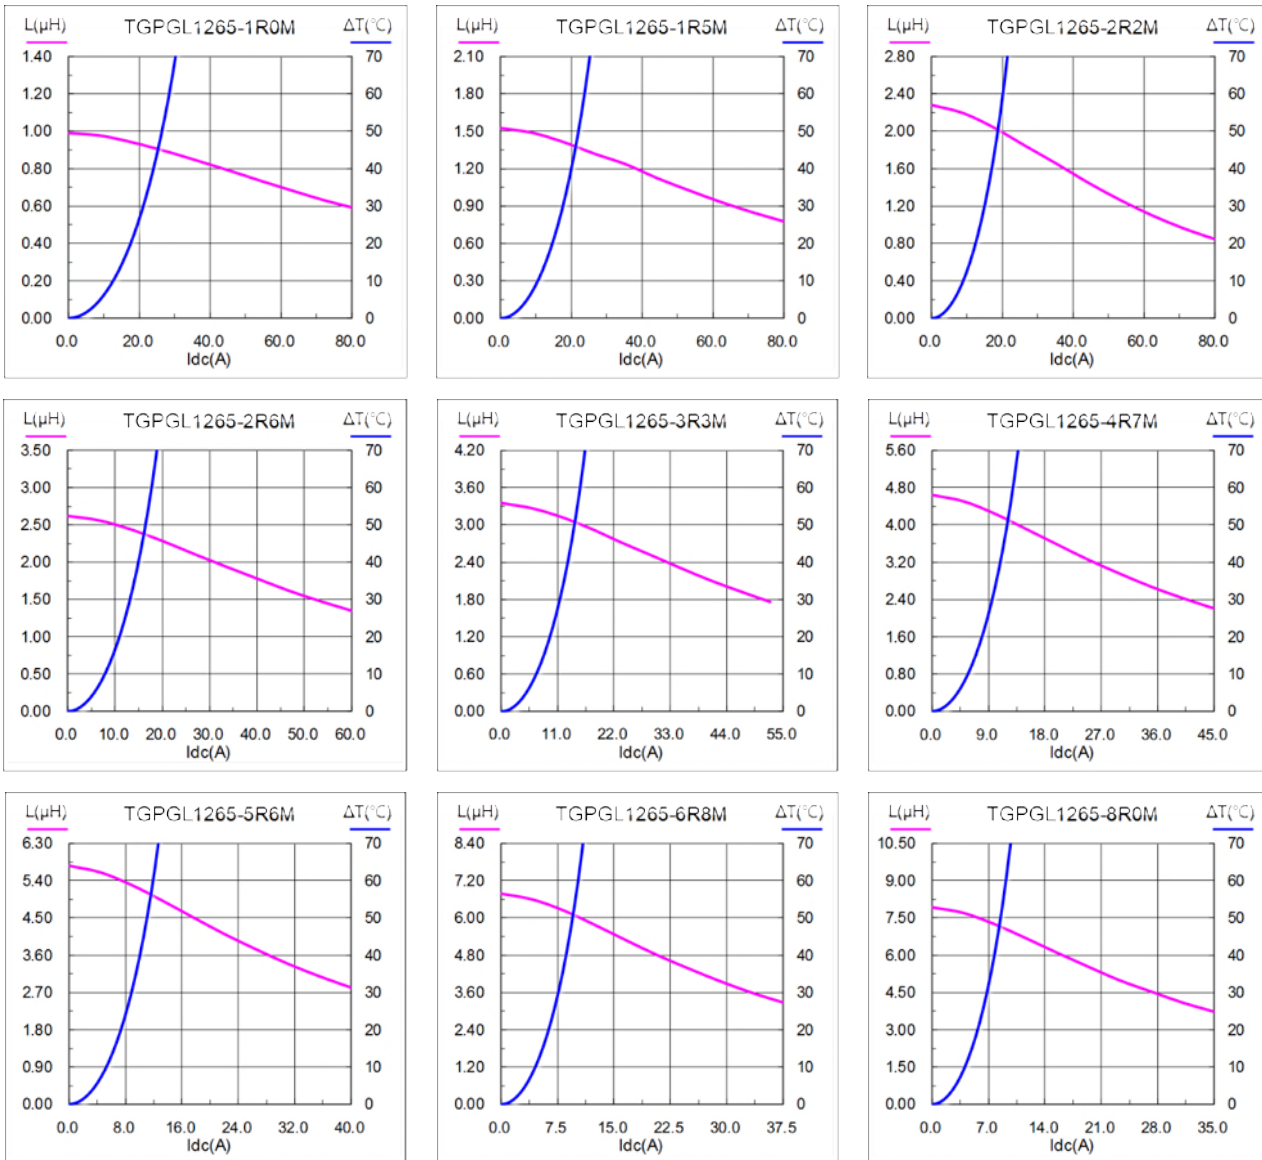 L(µH) TGPGL1265-1R0M ΔT(℃)
1.40 70
1.20 60
1.00 50
0.80 40
0.60 30
0.40 20
0.20 10
0.00 0
0.0 20.0 40.0 60.0 80.0
Idc(A)
L(µH) TGPGL1265-1R5M ΔT(℃)
2.10 70
1.80 60
1.50 50
1.20 40
0.90 30
0.60 20
0.30 10
0.00 0
0.0 20.0 40.0 60.0 80.0
Idc(A)
L(µH) TGPGL1265-2R2M ΔT(℃)
2.80 70
2.40 60
2.00 50
1.60 40
1.20 30
0.80 20
0.40 10
0.00 0
0.0 20.0 40.0 60.0 80.0
Idc(A)
L(µH) TGPGL1265-2R6M ΔT(℃)
3.50 70
3.00 60
2.50 50
2.00 40
1.50 30
1.00 20
0.50 10
0.00 0
0.0 10.0 20.0 30.0 40.0 50.0 60.0
Idc(A)
L(µH) TGPGL1265-3R3M ΔT(℃)
4.20 70
3.60 60
3.00 50
2.40 40
1.80 30
1.20 20
0.60 10
0.00 0
0.0 11.0 22.0 33.0 44.0 55.0
Idc(A)
L(µH) TGPGL1265-4R7M ΔT(℃)
5.60 70
4.80 60
4.00 50
3.20 40
2.40 30
1.60 20
0.80 10
0.00 0
0.0 9.0 18.0 27.0 36.0 45.0
Idc(A)
L(µH) TGPGL1265-5R6M ΔT(℃)
6.30 70
5.40 60
4.50 50
3.60 40
2.70 30
1.80 20
0.90 10
0.00 0
0.0 8.0 16.0 24.0 32.0 40.0
Idc(A)
L(µH) TGPGL1265-6R8M ΔT(℃)
8.40 70
7.20 60
6.00 50
4.80 40
3.60 30
2.40 20
1.20 10
0.00 0
0.0 7.5 15.0 22.5 30.0 37.5
Idc(A)
L(µH) TGPGL1265-8R0M ΔT(℃)
10.50 70
9.00 60
7.50 50
6.00 40
4.50 30
3.00 20
1.50 10
0.00 0
0.0 7.0 14.0 21.0 28.0 35.0
Idc(A)